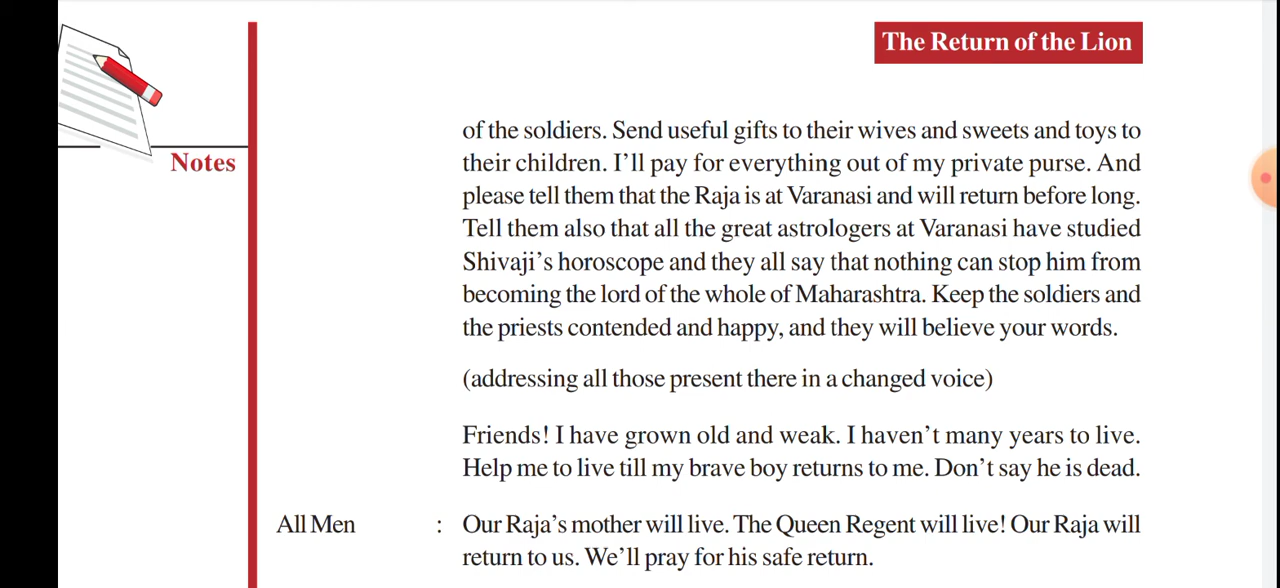 The Return of the Lion
Notes
of the soldiers. Send useful gifts to their wives and sweets and toys to
their children. I'll pay for everything out of my private purse. And
please tell them that the Raja is at Varanasi and will return before long.
Tell them also that all the great astrologers at Varanasi have studied
Shivaji's horoscope and they all say that nothing can stop him from
becoming the lord of the whole of Maharashtra. Keep the soldiers and
the priests contended and happy, and they will believe your words.
(addressing all those present there in a changed voice)
Friends! I have grown old and weak. I haven't many years to live.
Help me to live till my brave boy returns to me. Don't say he is dead.
All Men : Our Raja's mother will live. The Queen Regent will live! Our Raja will
return to us. We'll pray for his safe return.